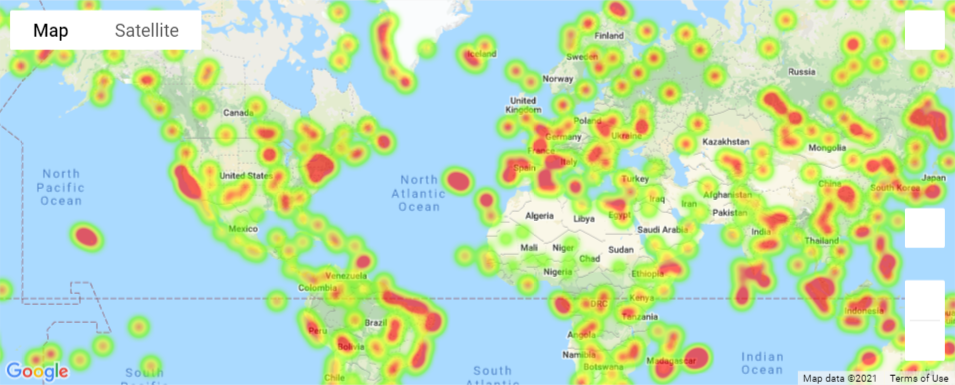 Map Satellite
Iceland
Finland
Sweden
Russia
Norway
Canada
United
Kingdom
Poland
Germany
Ukraine
Kazakhstan
Mongolia
France
Italy
Spain
United States
North
Pacific
Ocean
North
Atlantic
Ocean
Turkey
China
South Korea
Japan
Afghanistan
Iraq
Iran
Pakistan
Algeria
Libya
Egypt
Saudi Arabia
India
Mexico
Mali
Niger
Chad
Sudan
Thailand
Nigeria
Ethiopia
Venezuela
Colombia
DRC
Kenya
Indonesia
Tanzania
Peru
Brazil
Angola
Bolivia
Namibia
Botswana
Madagascar
Indian
Ocean
Chile
South
Pacific
South
Atlantic
Google
Map data ©2021 Terms of Use